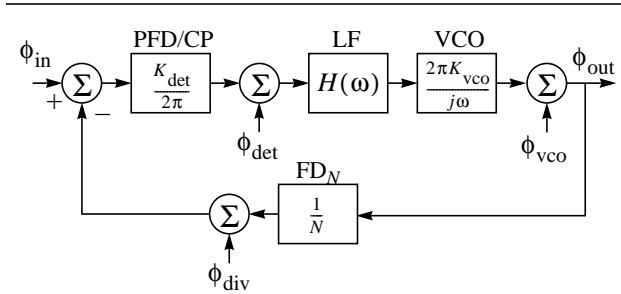 PFD/CP LF VCO
ϕin Σ Kdet/2π Σ H(ω) 2πKvco/jω Σ ϕout
+ −
ϕdet ϕvco
FDN
Σ 1/N
ϕdiv